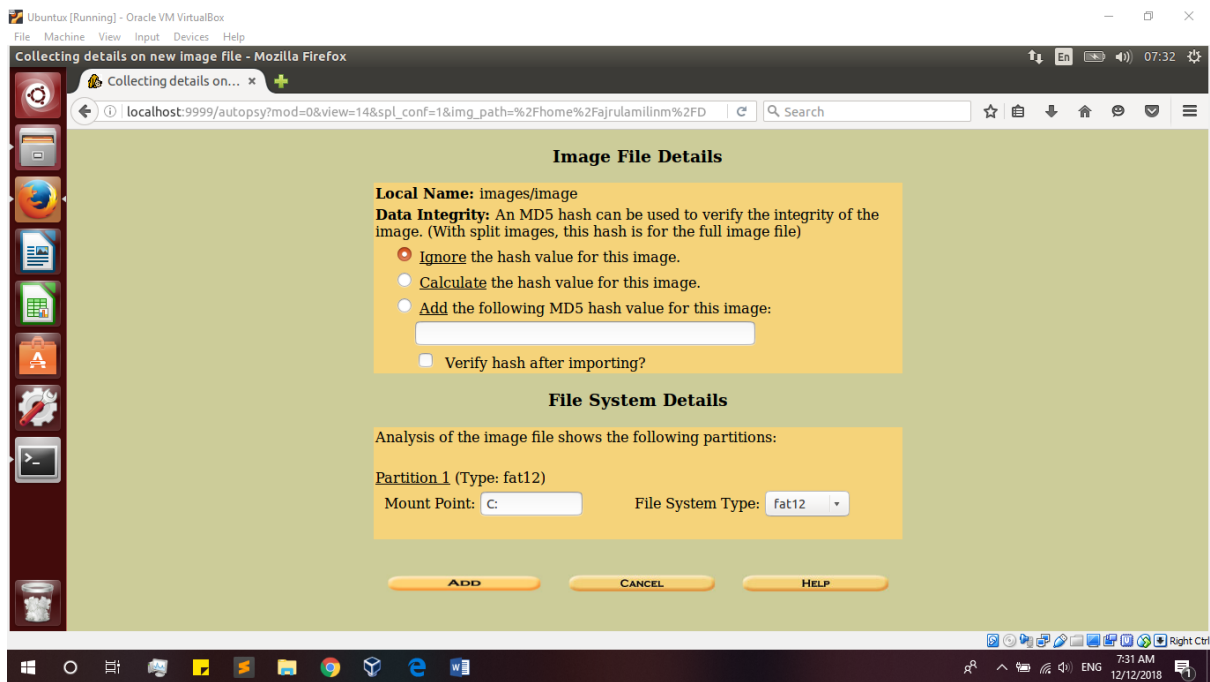 Ubuntux [Running] - Oracle VM VirtualBox
File Machine View Input Devices Help
Collecting details on new image file - Mozilla Firefox
En
07:32
Collecting details on... ×
localhost:9999/autopsy?mod=0&view=14&spl_conf=1&img_path=%2Fhome%2Fajrulamilinm%2FD
Search
Image File Details
Local Name: images/image
Data Integrity: An MD5 hash can be used to verify the integrity of the
image. (With split images, this hash is for the full image file)
Ignore the hash value for this image.
Calculate the hash value for this image.
Add the following MD5 hash value for this image:
Verify hash after importing?
File System Details
Analysis of the image file shows the following partitions:
Partition 1 (Type: fat12)
Mount Point: C: File System Type: fat12
ADD CANCEL HELP
Right Ctrl
ENG
7:31 AM
12/12/2018